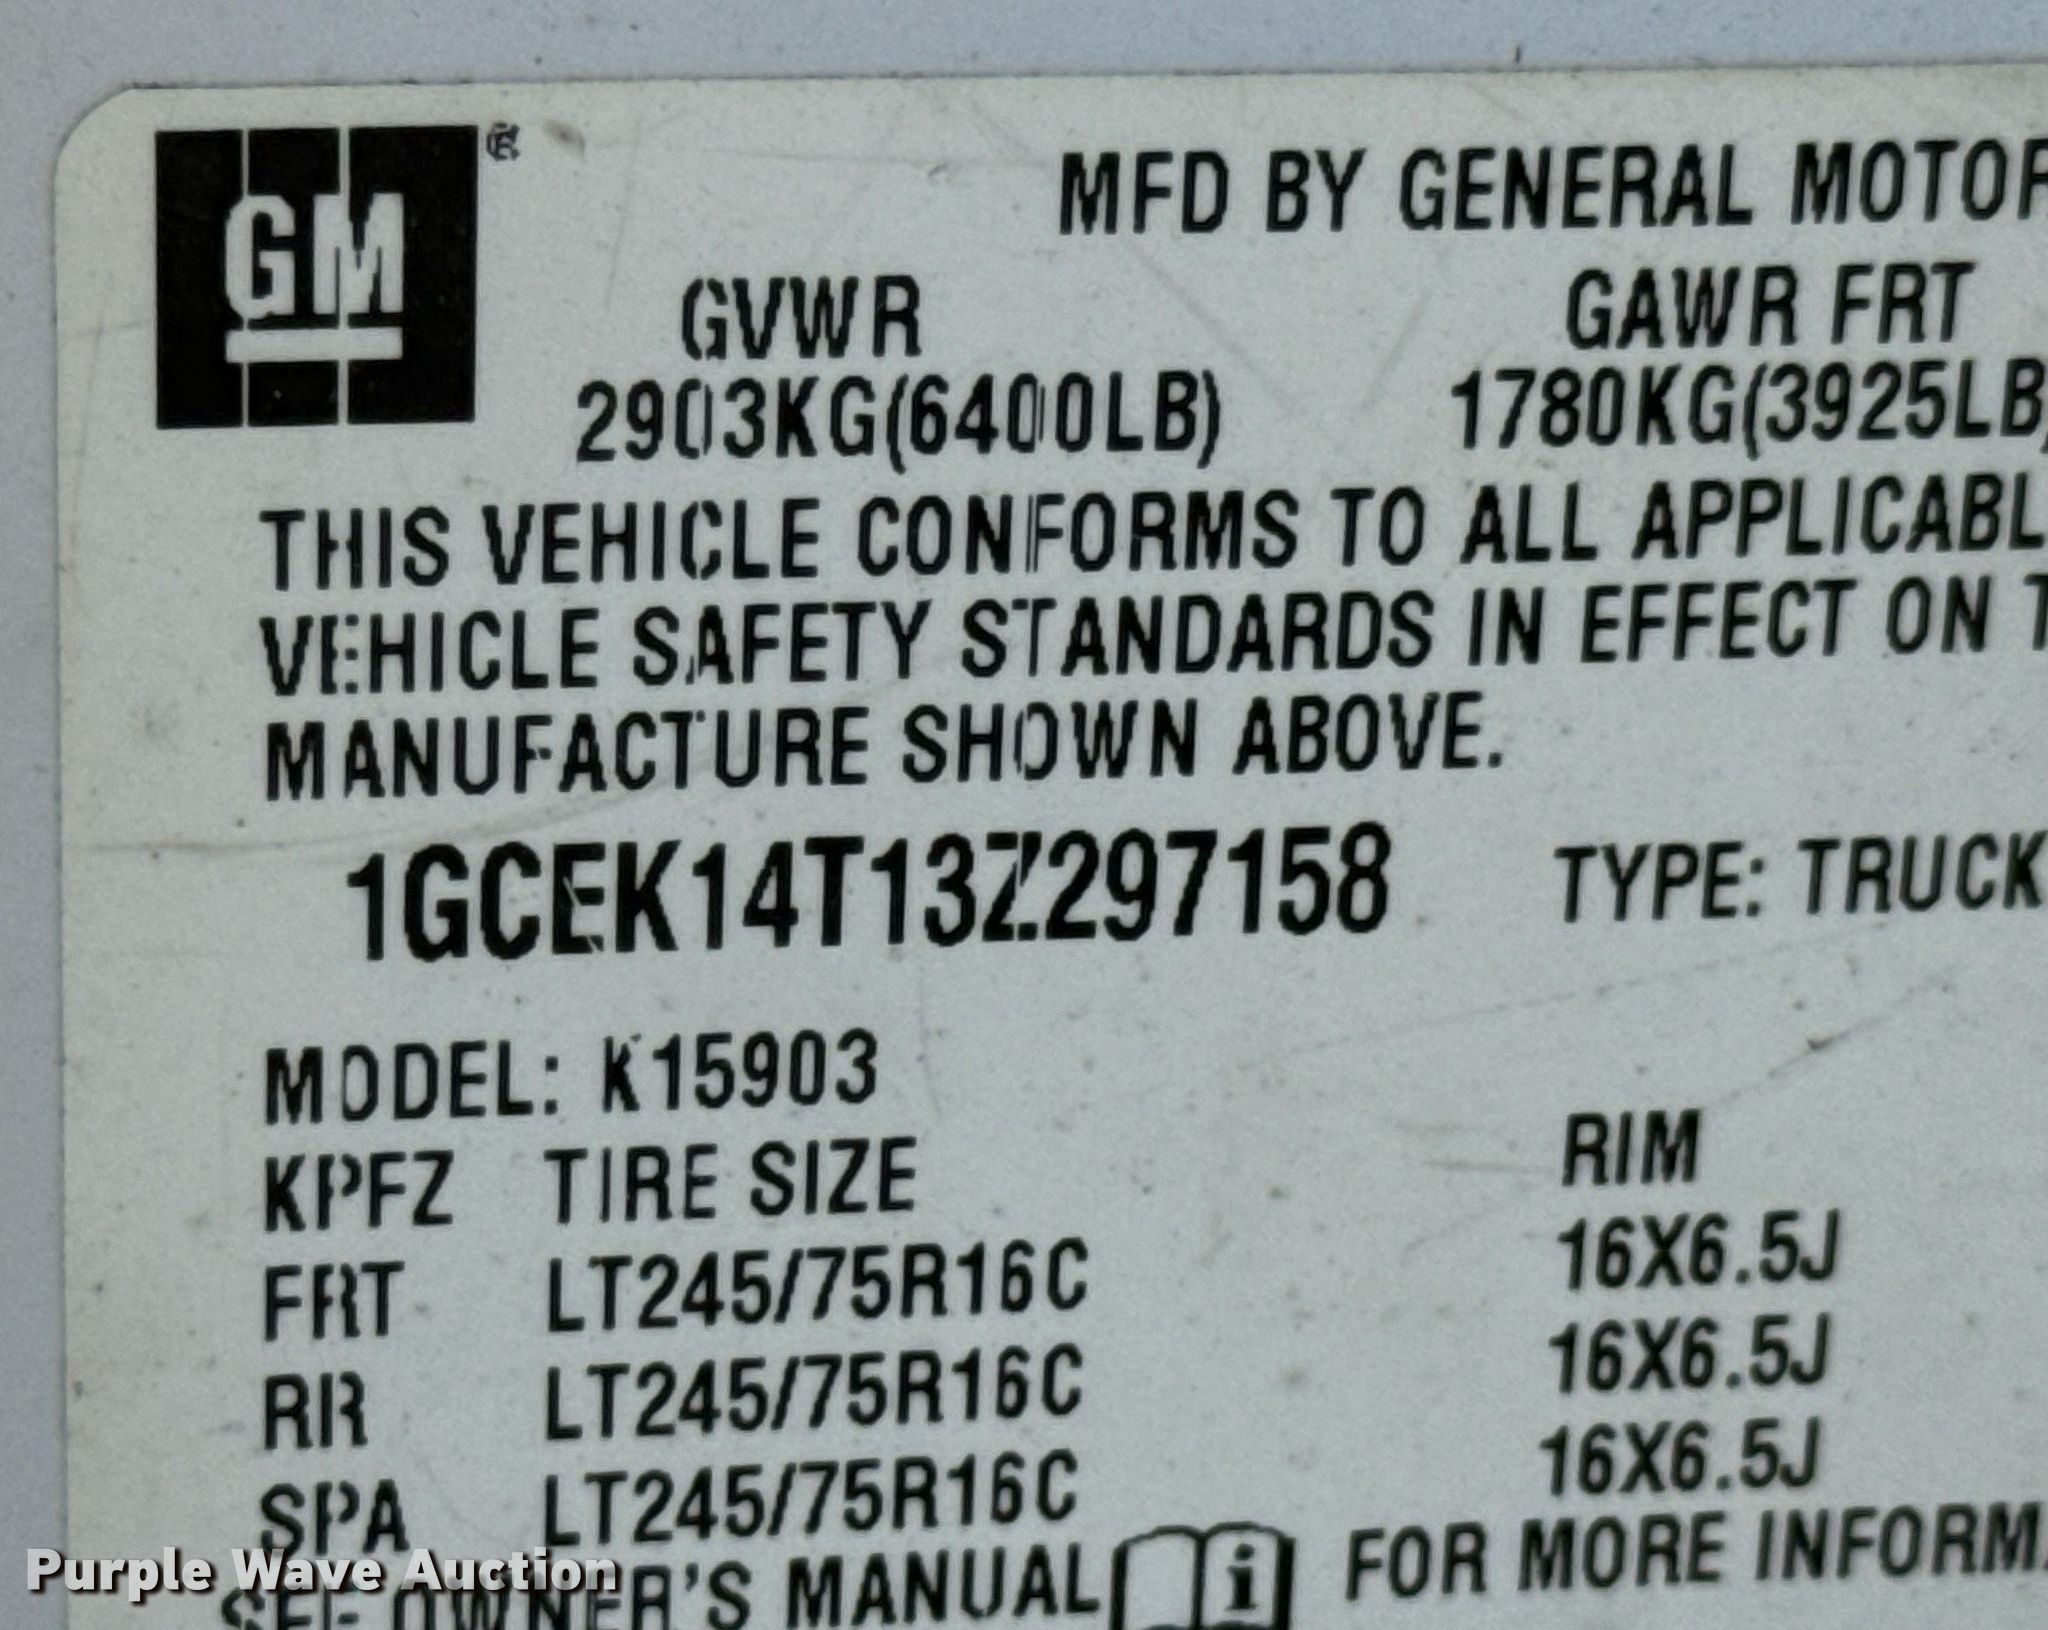 GM
MFD BY GENERAL MOTOR
GVWR GAWR FRT
2903KG(6400LB) 1780KG(3925LB)
THIS VEHICLE CONFORMS TO ALL APPLICABL
VEHICLE SAFETY STANDARDS IN EFFECT ON T
MANUFACTURE SHOWN ABOVE.
1GCEK14T13Z297158 TYPE: TRUCK
MODEL: K15903
KPFZ TIRE SIZE RIM
FRT LT245/75R16C 16X6.5J
RR LT245/75R16C 16X6.5J
SPA LT245/75R16C 16X6.5J
SEE OWNER'S MANUAL i FOR MORE INFORMA
Purple Wave Auction